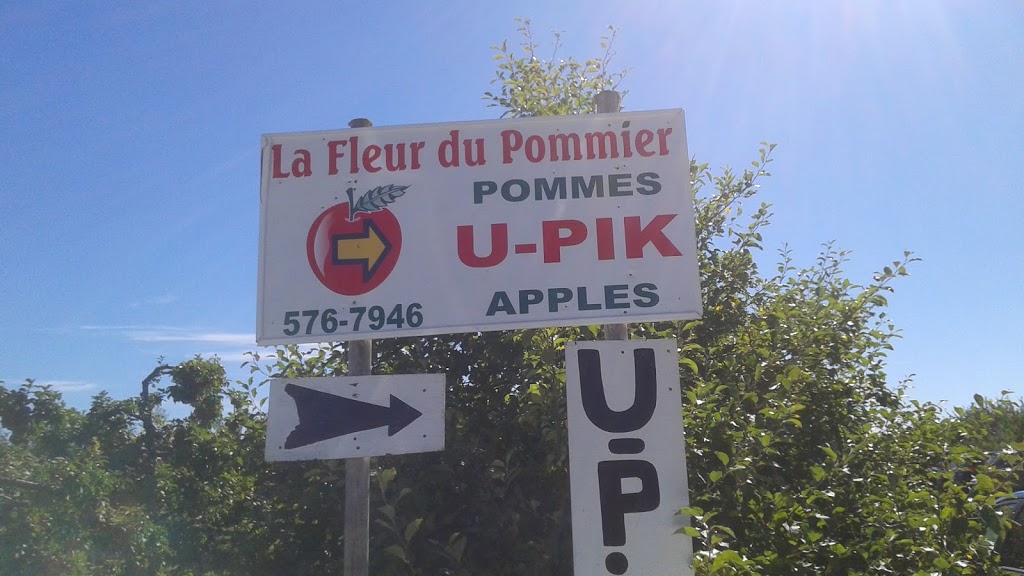 La Fleur du Pommier
POMMES
U-PIK
APPLES
576-7946
U-P